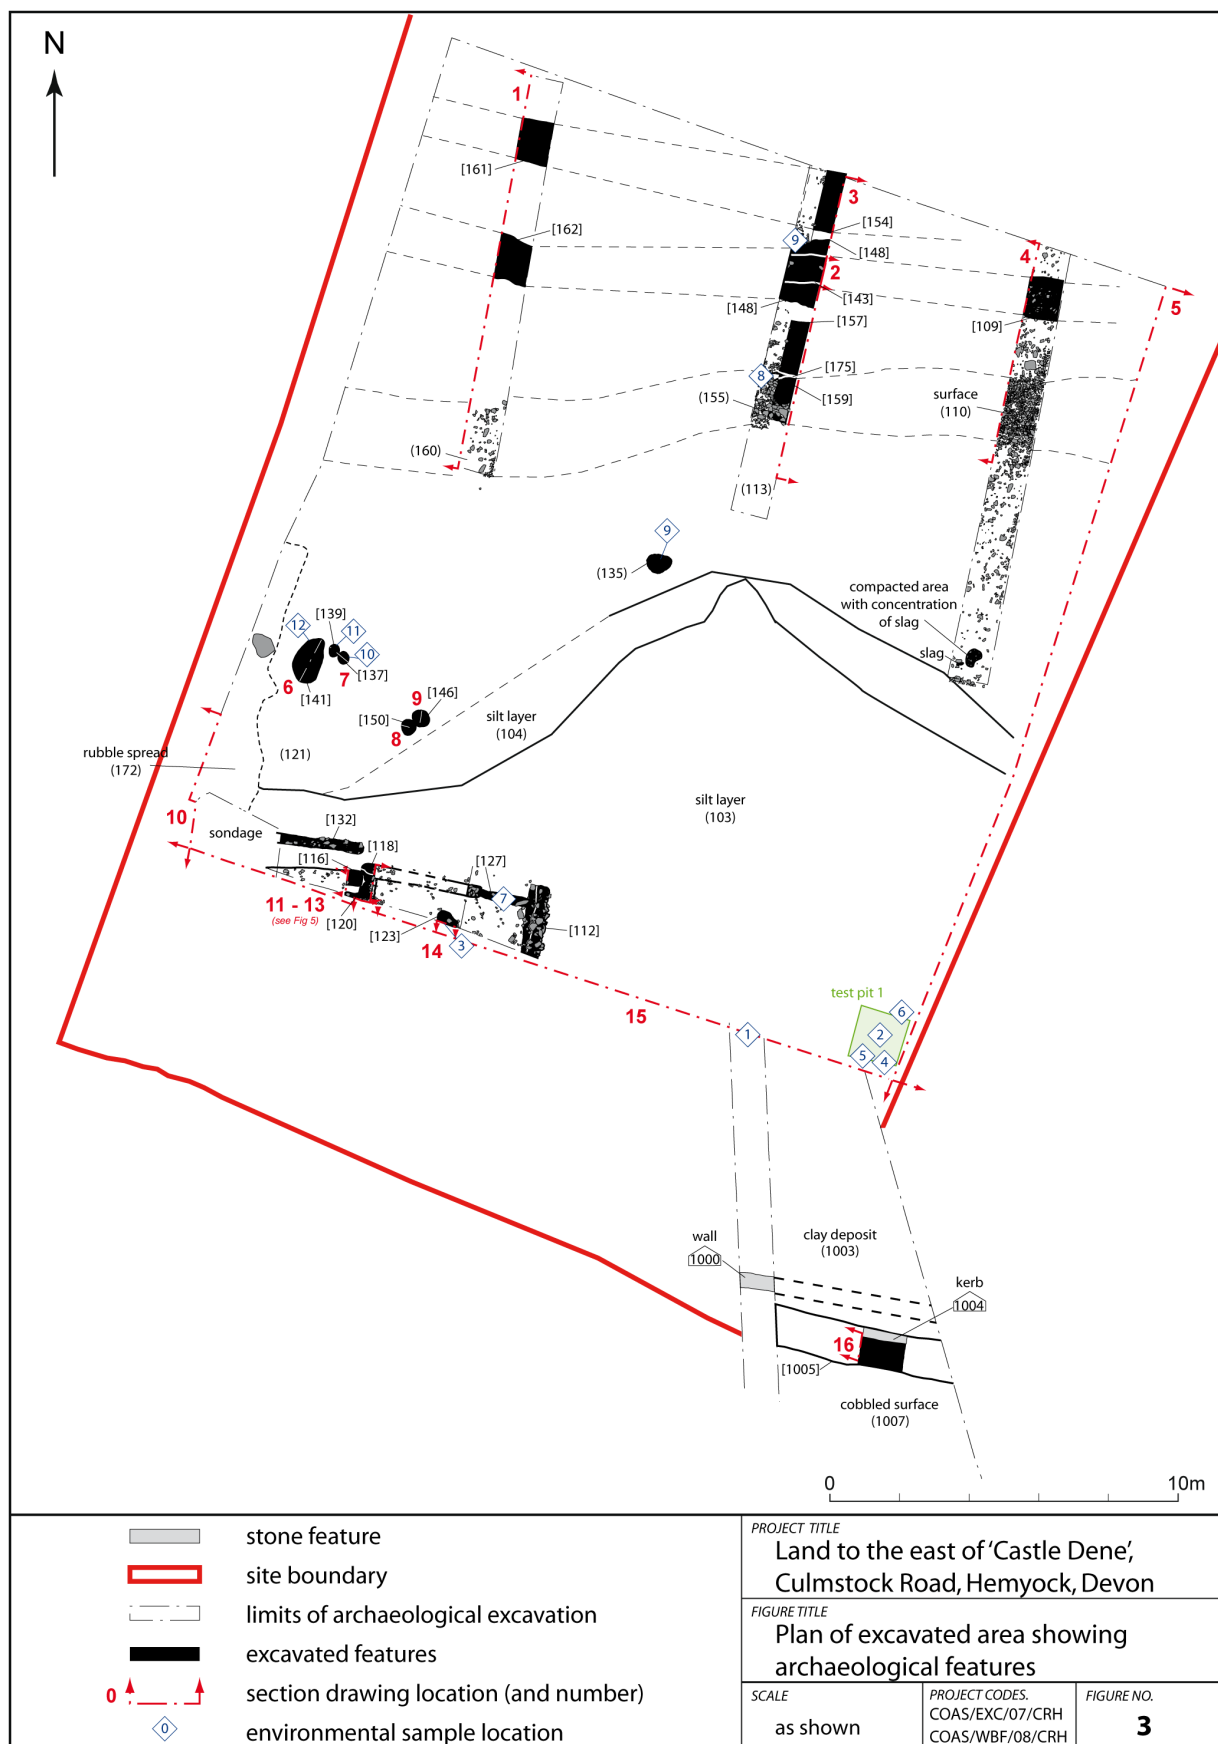 N
1
[161]
[162]
3
[154]
9
[148]
2
[143]
[148]
[157]
4
5
[109]
8
[175]
(155)
[159]
surface
(110)
(160)
(113)
9
(135)
compacted area
with concentration
of slag
slag
12
[139]
11
10
[137]
6
7
[141]
9
[146]
[150]
8
silt layer
(104)
rubble spread
(172)
(121)
silt layer
(103)
10
sondage
[132]
[118]
[116]
[127]
7
11 - 13
(see Fig 5)
[120]
[123]
14
3
[112]
15
test pit 1
6
1
2
5
4
wall
1000
clay deposit
(1003)
kerb
1004
16
[1005]
cobbled surface
(1007)
0
10m
stone feature
site boundary
limits of archaeological excavation
excavated features
0
section drawing location (and number)
0
environmental sample location
PROJECT TITLE
Land to the east of 'Castle Dene',
Culmstock Road, Hemyock, Devon
FIGURE TITLE
Plan of excavated area showing
archaeological features
SCALE
as shown
PROJECT CODES.
COAS/EXC/07/CRH
COAS/WBF/08/CRH
FIGURE NO.
3